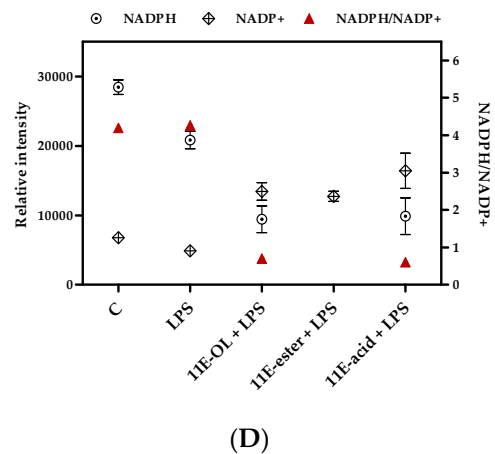 NADPH NADP+ NADPH/NADP+
Relative intensity
30000
20000
10000
0
NADPH/NADP+
6
5
4
3
2
1
0
C
LPS
11E-OL + LPS
11E-ester + LPS
11E-acid + LPS
(D)